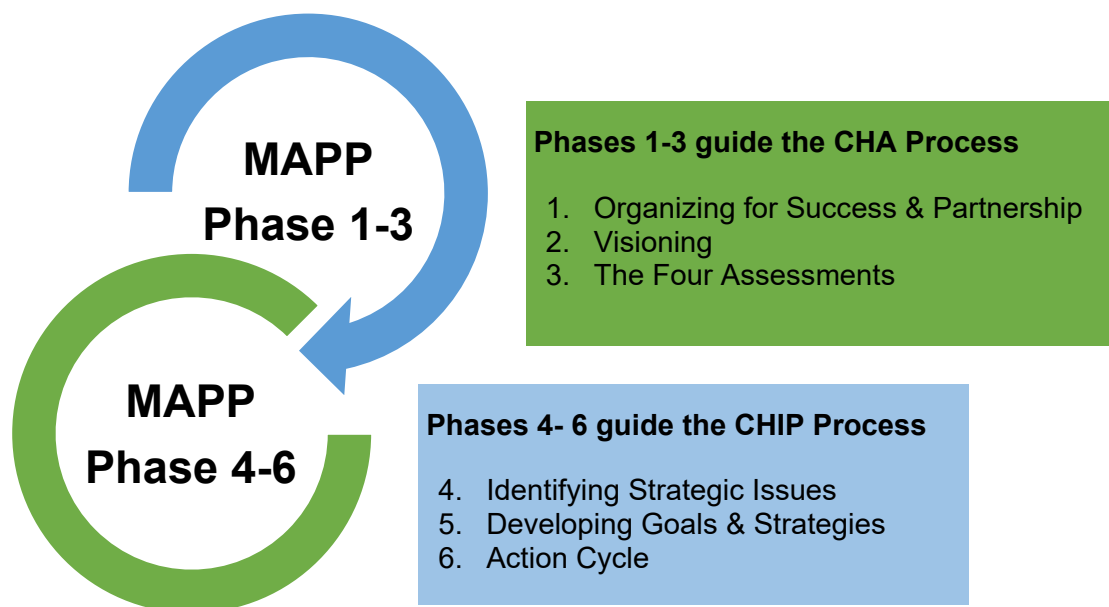 MAPP
Phase 1-3
Phases 1-3 guide the CHA Process
1. Organizing for Success & Partnership
2. Visioning
3. The Four Assessments
MAPP
Phase 4-6
Phases 4- 6 guide the CHIP Process
4. Identifying Strategic Issues
5. Developing Goals & Strategies
6. Action Cycle